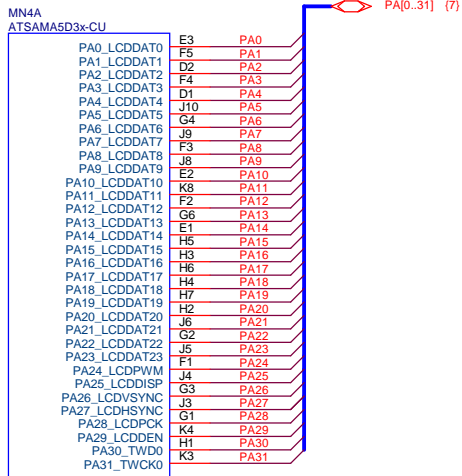 PA[0..31] {7}
MN4A
ATSAMA5D3x-CU
PA0_LCDDAT0 E3 PA0
PA1_LCDDAT1 F5 PA1
PA2_LCDDAT2 D2 PA2
PA3_LCDDAT3 F4 PA3
PA4_LCDDAT4 D1 PA4
PA5_LCDDAT5 J10 PA5
PA6_LCDDAT6 G4 PA6
PA7_LCDDAT7 J9 PA7
PA8_LCDDAT8 F3 PA8
PA9_LCDDAT9 J8 PA9
PA10_LCDDAT10 E2 PA10
PA11_LCDDAT11 K8 PA11
PA12_LCDDAT12 F2 PA12
PA13_LCDDAT13 G6 PA13
PA14_LCDDAT14 E1 PA14
PA15_LCDDAT15 H5 PA15
PA16_LCDDAT16 H3 PA16
PA17_LCDDAT17 H6 PA17
PA18_LCDDAT18 H4 PA18
PA19_LCDDAT19 H7 PA19
PA20_LCDDAT20 H2 PA20
PA21_LCDDAT21 J6 PA21
PA22_LCDDAT22 G2 PA22
PA23_LCDDAT23 J5 PA23
PA24_LCDPWM F1 PA24
PA25_LCDDISP J4 PA25
PA26_LCDVSYNC G3 PA26
PA27_LCDHSYNC J3 PA27
PA28_LCDPCK G1 PA28
PA29_LCDDEN K4 PA29
PA30_TWD0 H1 PA30
PA31_TWCK0 K3 PA31